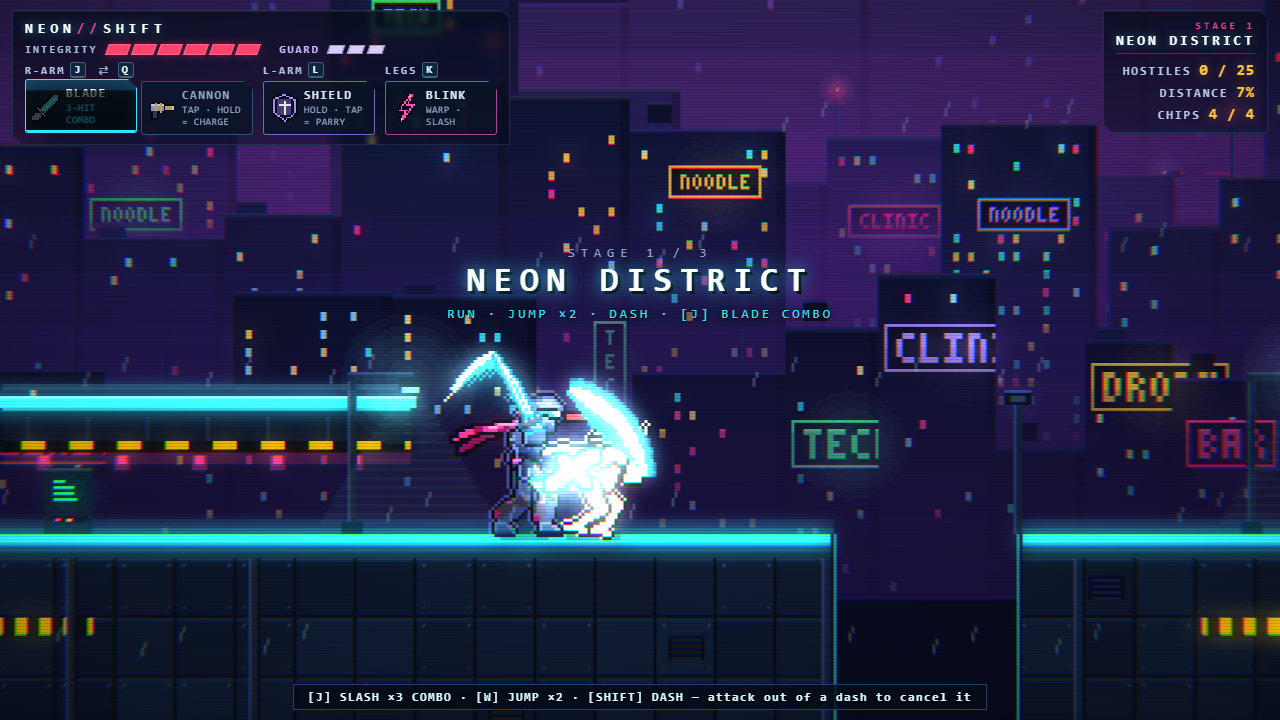 NEON//SHIFT
INTEGRITY GUARD
R-ARM J ⇄ Q L-ARM L LEGS K
BLADE
3-HIT
COMBO
CANNON
TAP · HOLD
= CHARGE
SHIELD
HOLD · TAP
= PARRY
BLINK
WARP ·
SLASH
STAGE 1
NEON DISTRICT
HOSTILES 0 / 25
DISTANCE 7%
CHIPS 4 / 4
TECH
NOODLE
NOODLE
CLINIC
NOODLE
STAGE 1 / 3
NEON DISTRICT
RUN · JUMP ×2 · DASH · [J] BLADE COMBO
CLIN
TEC
TEC
BA
[J] SLASH ×3 COMBO · [W] JUMP ×2 · [SHIFT] DASH — attack out of a dash to cancel it